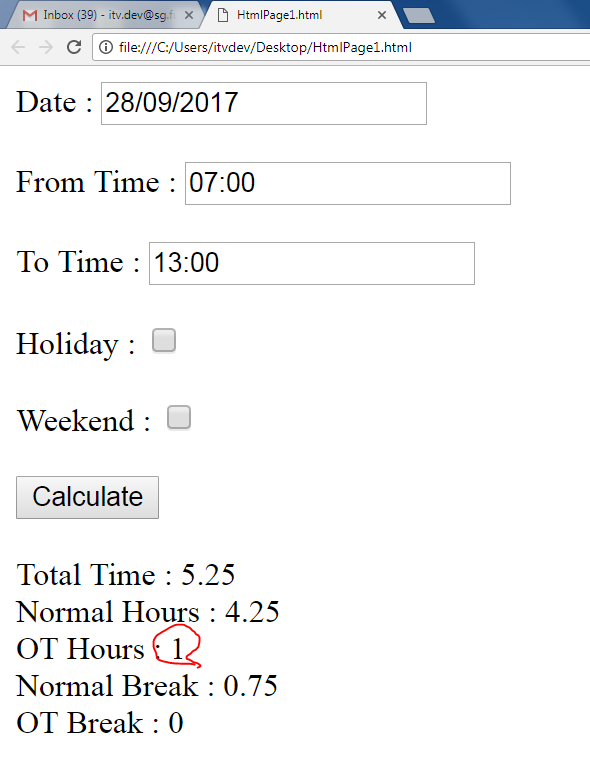 Inbox (39) - itv.dev@sg.fu
HtmlPage1.html
file:///C:/Users/itvdev/Desktop/HtmlPage1.html
Date : 28/09/2017
From Time : 07:00
To Time : 13:00
Holiday :
Weekend :
Calculate
Total Time : 5.25
Normal Hours : 4.25
OT Hours : 1
Normal Break : 0.75
OT Break : 0